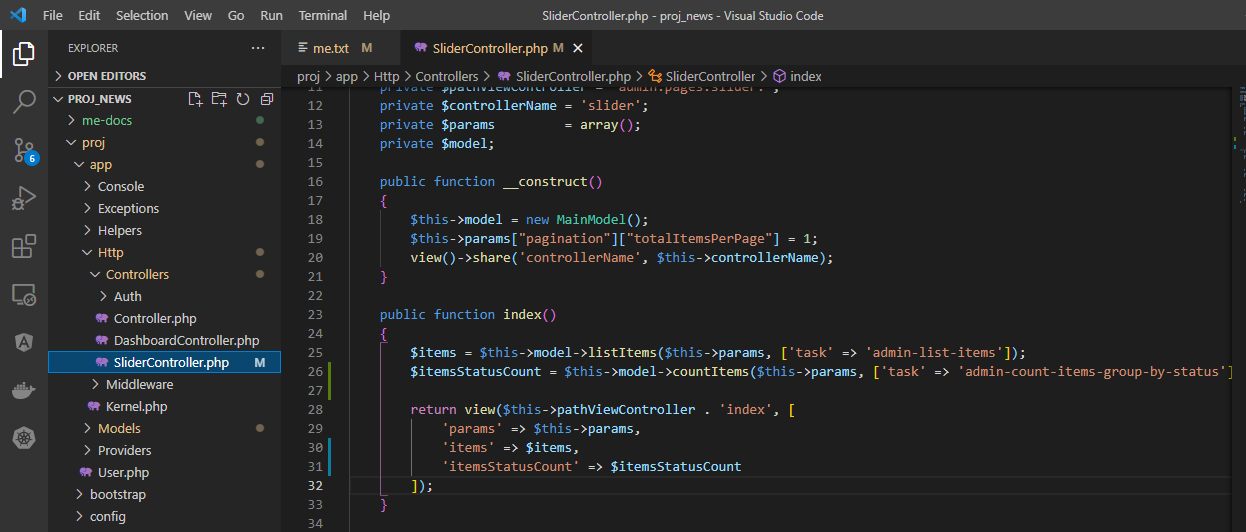 File Edit Selection View Go Run Terminal Help SliderController.php - proj_news - Visual Studio Code
EXPLORER ···
OPEN EDITORS
PROJ_NEWS
me-docs
proj
app
Console
Exceptions
Helpers
Http
Controllers
Auth
Controller.php
DashboardController.php
SliderController.php M
Middleware
Kernel.php
Models
Providers
User.php
bootstrap
config
6
me.txt M SliderController.php M
proj > app > Http > Controllers > SliderController.php > SliderController > index
11 private $pathViewController = 'admin.pages.slider.';
12 private $controllerName = 'slider';
13 private $params = array();
14 private $model;
15
16 public function __construct()
17 {
18 $this->model = new MainModel();
19 $this->params["pagination"]["totalItemsPerPage"] = 1;
20 view()->share('controllerName', $this->controllerName);
21 }
22
23 public function index()
24 {
25 $items = $this->model->listItems($this->params, ['task' => 'admin-list-items']);
26 $itemsStatusCount = $this->model->countItems($this->params, ['task' => 'admin-count-items-group-by-status']
27
28 return view($this->pathViewController . 'index', [
29 'params' => $this->params,
30 'items' => $items,
31 'itemsStatusCount' => $itemsStatusCount
32 ]);
33 }
34